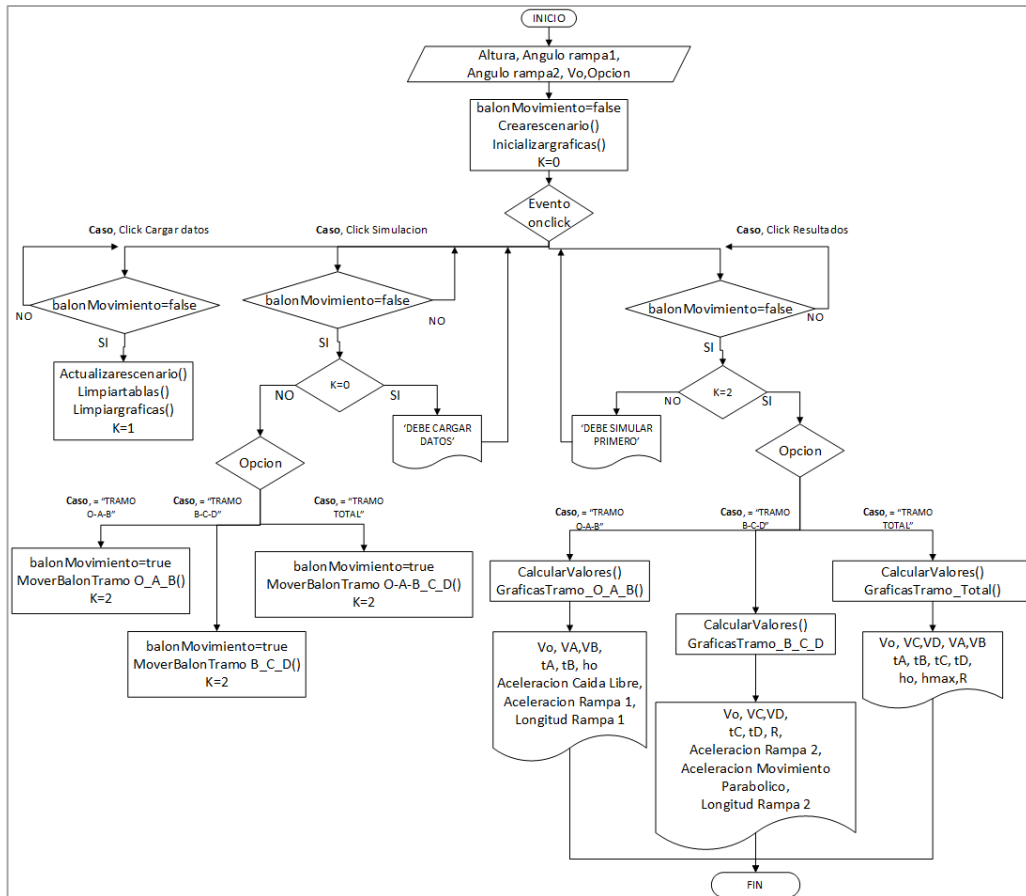 INICIO
Altura, Angulo rampa1,
Angulo rampa2, Vo,Opcion
balonMovimiento=false
Crearescenario()
Inicializargraficas()
K=0
Evento
onclick
Caso, Click Cargar datos
Caso, Click Simulacion
Caso, Click Resultados
balonMovimiento=false
NO
SI
balonMovimiento=false
NO
SI
balonMovimiento=false
NO
SI
Actualizarescenario()
Limpiartablas()
Limpiargraficas()
K=1
K=0
NO
SI
'DEBE CARGAR
DATOS'
K=2
NO
SI
'DEBE SIMULAR
PRIMERO'
Opcion
Caso, = "TRAMO
O-A-B"
Caso, = "TRAMO
B-C-D"
Caso, = "TRAMO
TOTAL"
balonMovimiento=true
MoverBalonTramo O_A_B()
K=2
balonMovimiento=true
MoverBalonTramo O-A-B_C_D()
K=2
balonMovimiento=true
MoverBalonTramo B_C_D()
K=2
Opcion
Caso, = "TRAMO
O-A-B"
Caso, = "TRAMO
B-C-D"
Caso, = "TRAMO
TOTAL"
CalcularValores()
GraficasTramo_O_A_B()
CalcularValores()
GraficasTramo_B_C_D
CalcularValores()
GraficasTramo_Total()
Vo, VA,VB,
tA, tB, ho
Aceleracion Caida Libre,
Aceleracion Rampa 1,
Longitud Rampa 1
Vo, VC,VD,
tC, tD, R,
Aceleracion Rampa 2,
Aceleracion Movimiento
Parabolico,
Longitud Rampa 2
Vo, VC,VD, VA,VB
tA, tB, tC, tD,
ho, hmax,R
FIN